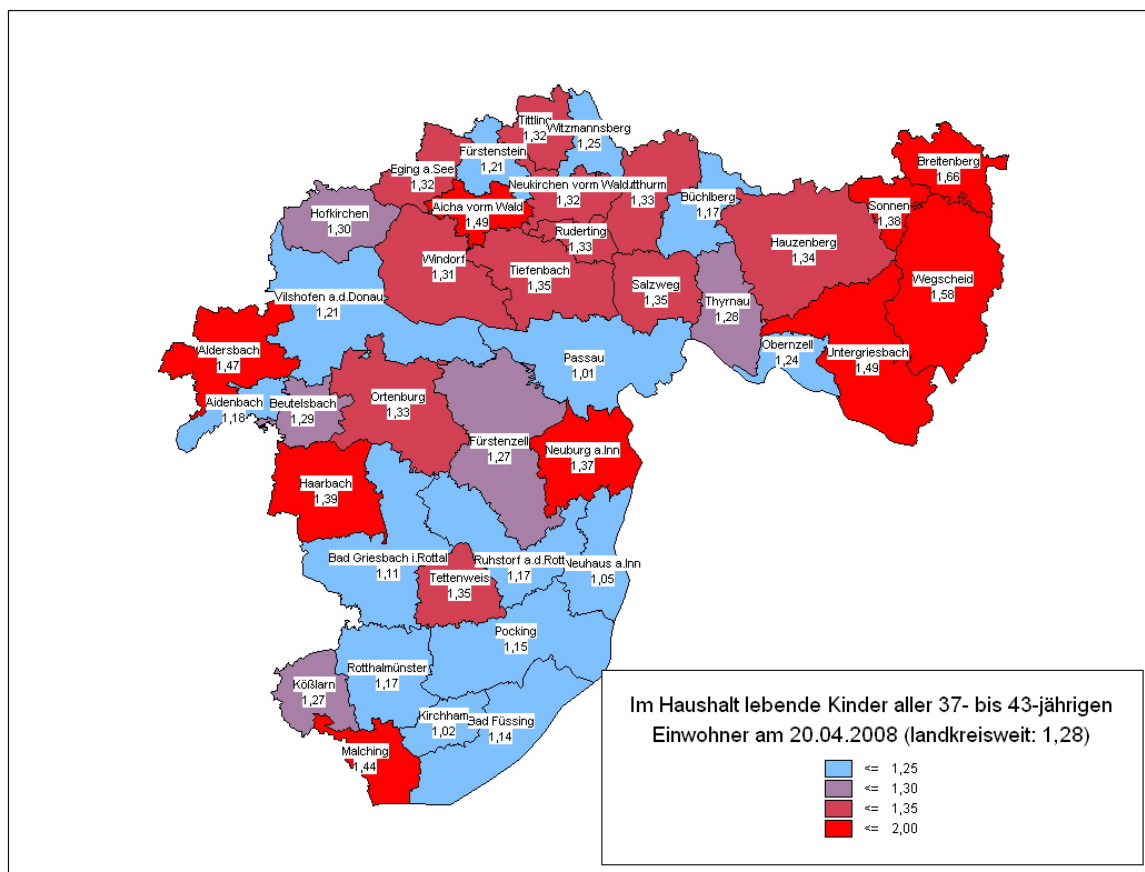 Tittling
1,32
Witzmannsberg
1,25
Fürstenstein
1,21
Eging a.See
1,32
Neukirchen vorm Wald
1,32
utthurm
1,33
Büchlberg
1,17
Breitenberg
1,66
Sonnen
1,38
Aicha vorm Wald
1,49
Hofkirchen
1,30
Ruderting
1,33
Hauzenberg
1,34
Windorf
1,31
Tiefenbach
1,35
Salzweg
1,35
Thyrnau
1,28
Wegscheid
1,58
Vilshofen a.d.Donau
1,21
Aldersbach
1,47
Passau
1,01
Obernzell
1,24
Untergriesbach
1,49
Aidenbach
1,18
Beutelsbach
1,29
Ortenburg
1,33
Fürstenzell
1,27
Neuburg a.Inn
1,37
Haarbach
1,39
Bad Griesbach i.Rottal
1,11
Ruhstorf a.d.Rott
1,17
Neuhaus a.Inn
1,05
Tettenweis
1,35
Pocking
1,15
Rotthalmünster
1,17
Kößlarn
1,27
Kirchham
1,02
Bad Füssing
1,14
Malching
1,44
Im Haushalt lebende Kinder aller 37- bis 43-jährigen
Einwohner am 20.04.2008 (landkreisweit: 1,28)
<= 1,25
<= 1,30
<= 1,35
<= 2,00